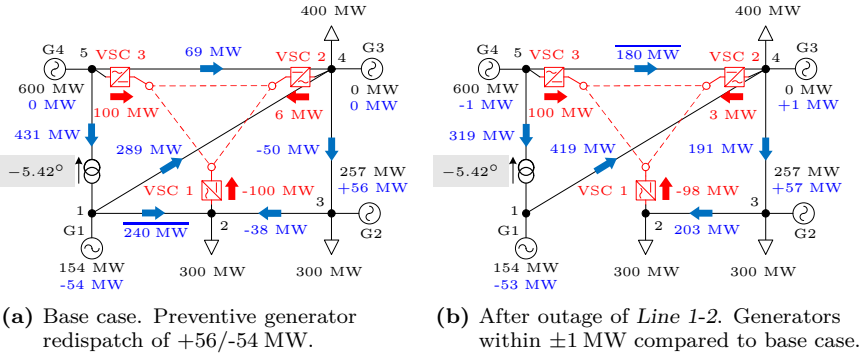 400 MW
G4
5
VSC 3
69 MW
VSC 2
4
G3
600 MW
0 MW
100 MW
6 MW
0 MW
0 MW
431 MW
289 MW
-50 MW
−5.42°
VSC 1
-100 MW
257 MW
+56 MW
1
G1
240 MW
2
-38 MW
3
G2
154 MW
-54 MW
300 MW
300 MW
(a) Base case. Preventive generator
redispatch of +56/-54 MW.
400 MW
G4
5
VSC 3
180 MW
VSC 2
4
G3
600 MW
-1 MW
100 MW
3 MW
0 MW
+1 MW
319 MW
419 MW
191 MW
−5.42°
VSC 1
-98 MW
257 MW
+57 MW
1
G1
2
203 MW
3
G2
154 MW
-53 MW
300 MW
300 MW
(b) After outage of Line 1-2. Generators
within ±1 MW compared to base case.